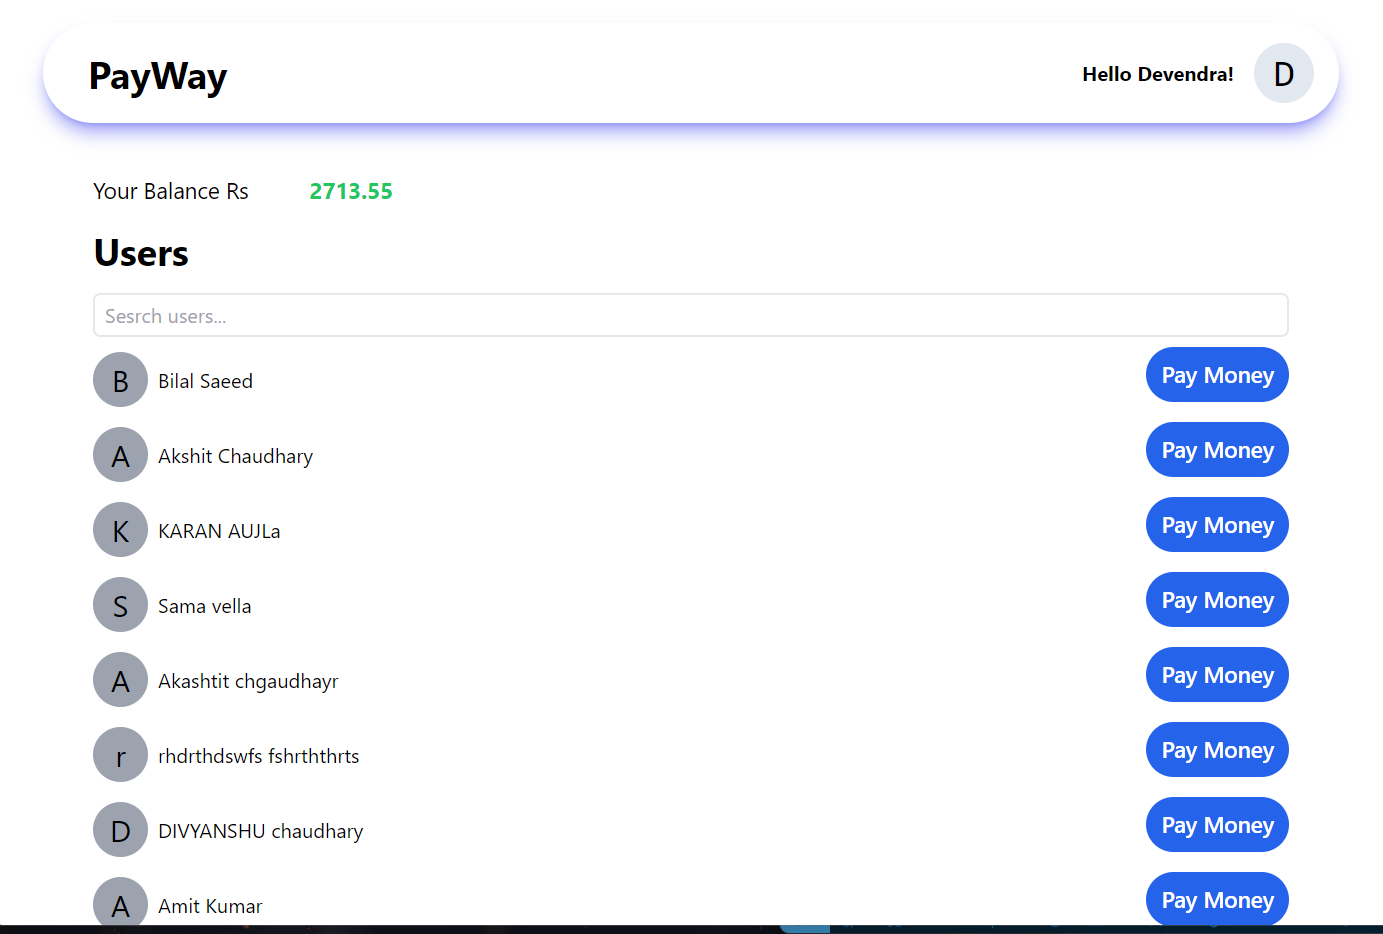 PayWay
Hello Devendra!
D
Your Balance Rs 2713.55
Users
Sesrch users...
B Bilal Saeed Pay Money
A Akshit Chaudhary Pay Money
K KARAN AUJLa Pay Money
S Sama vella Pay Money
A Akashtit chgaudhayr Pay Money
r rhdrthdswfs fshrththrts Pay Money
D DIVYANSHU chaudhary Pay Money
A Amit Kumar Pay Money